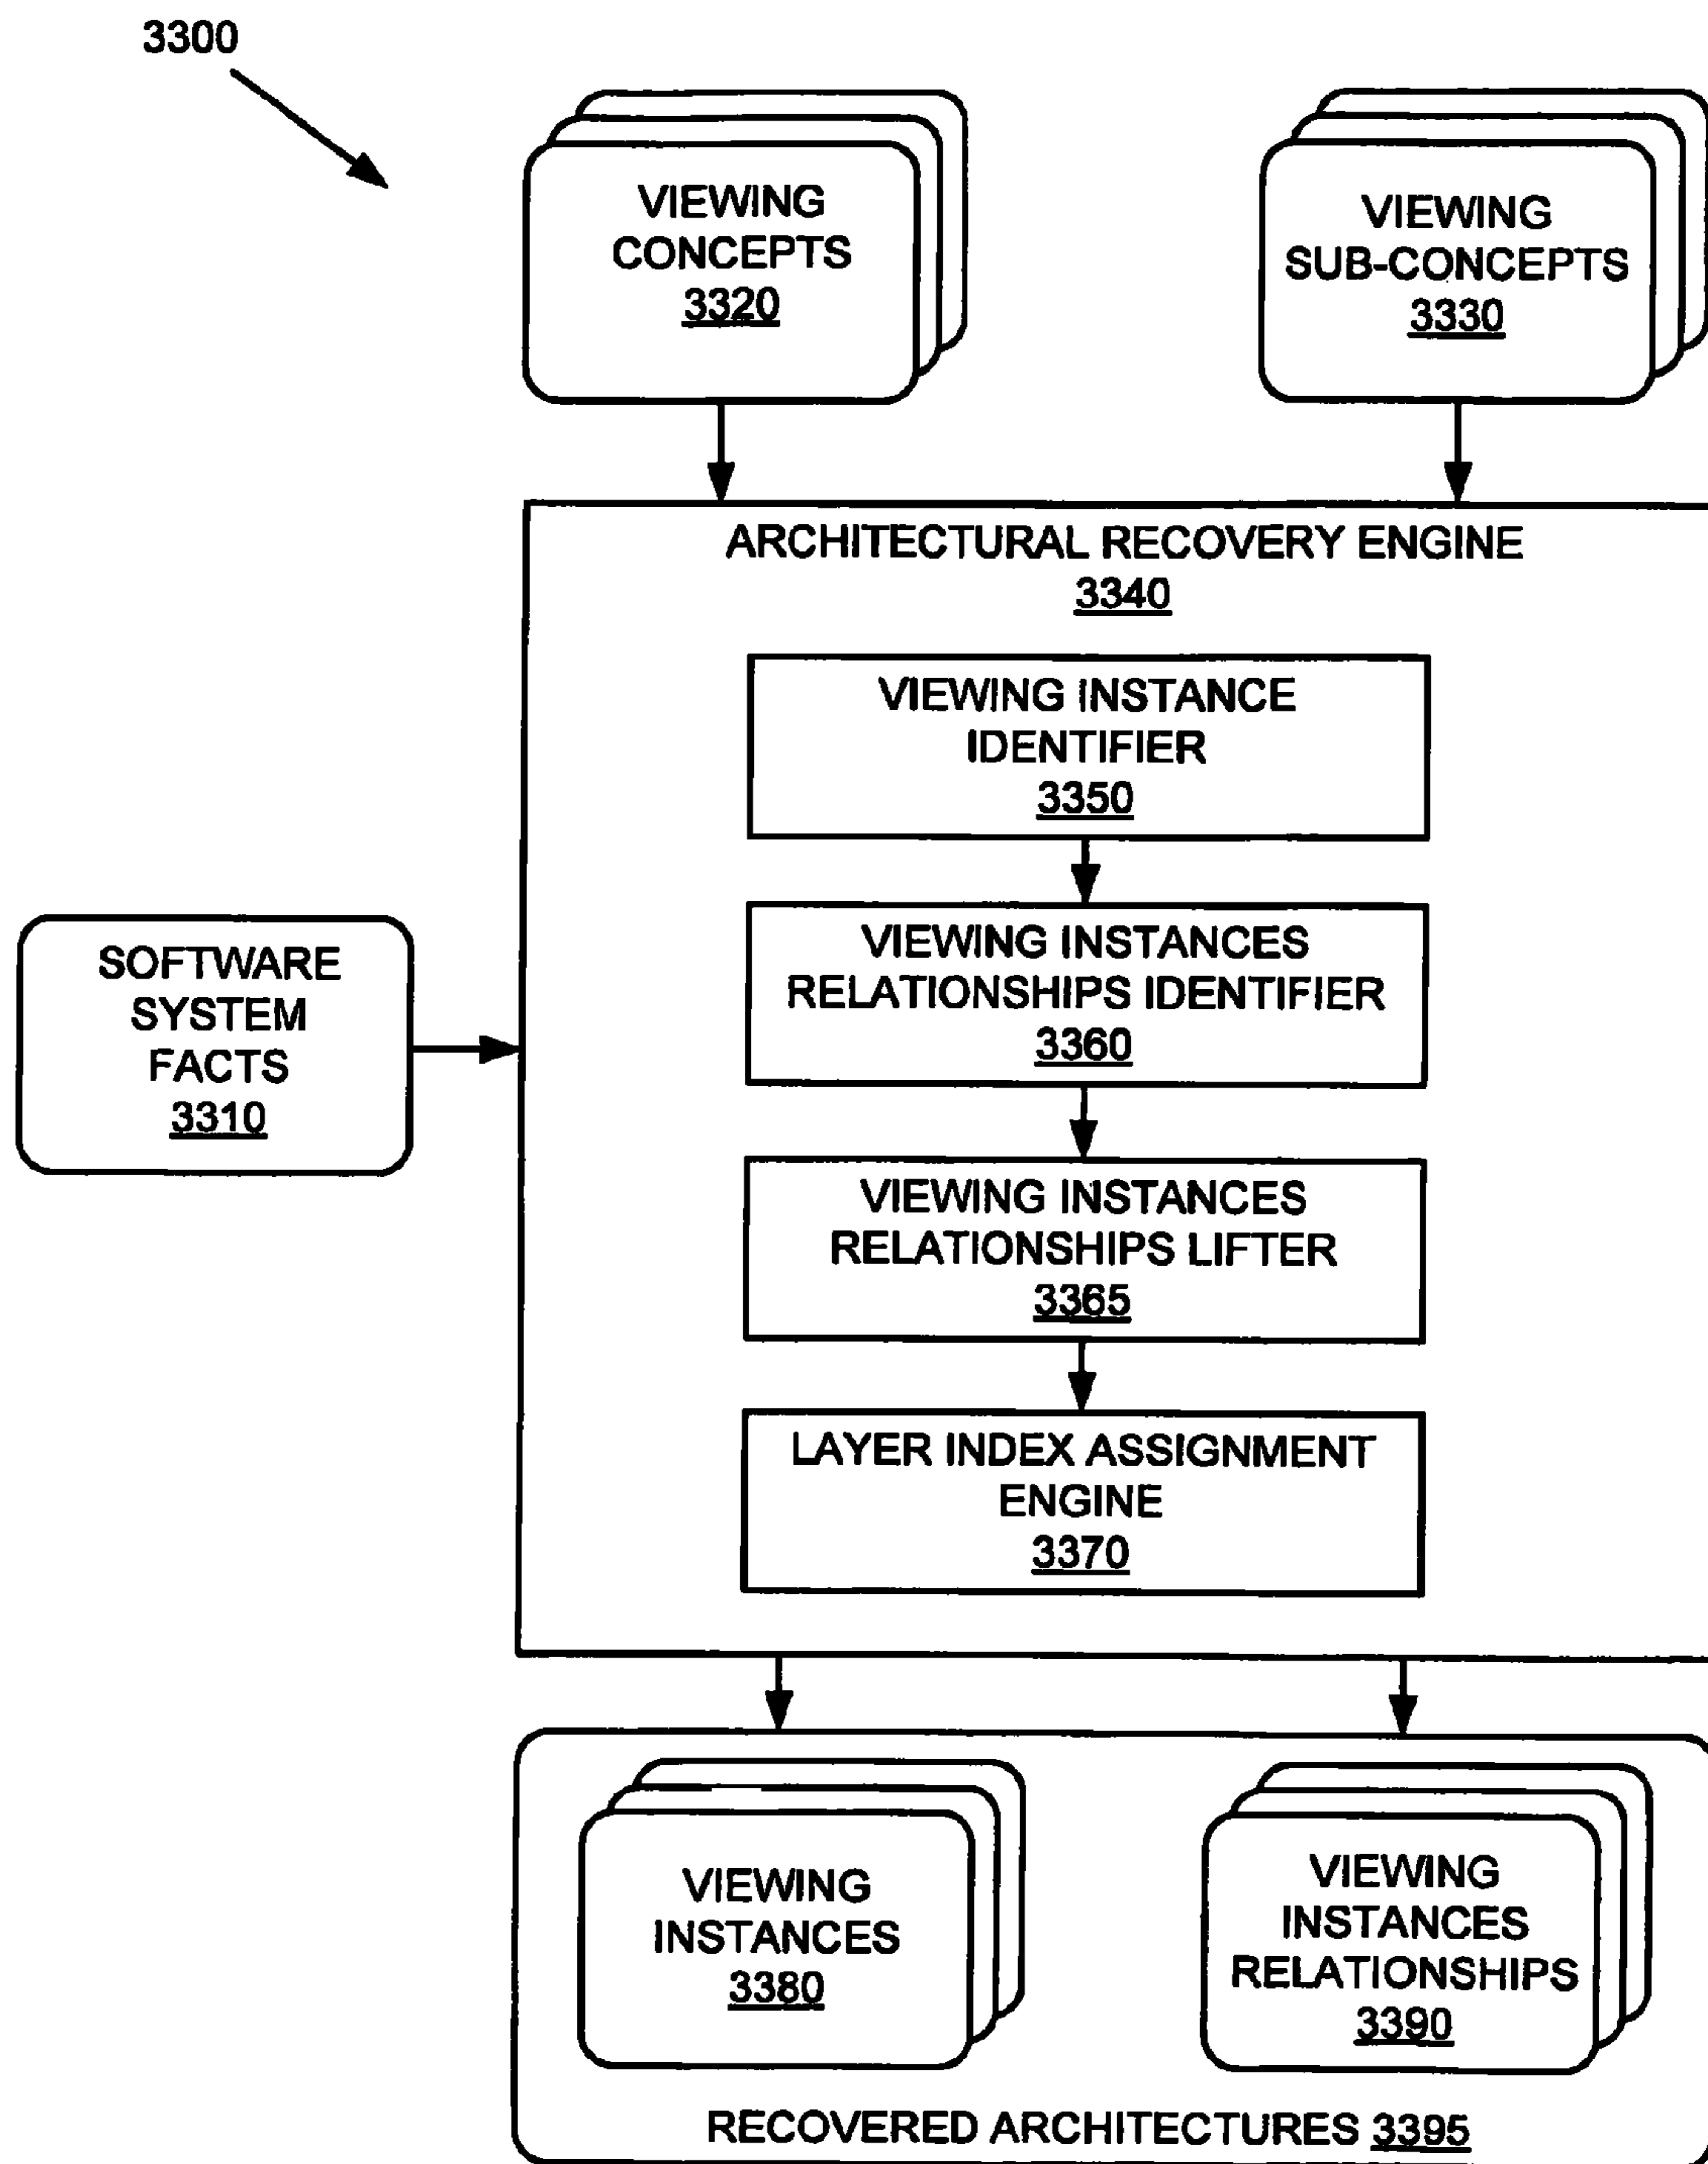 3300
VIEWING
CONCEPTS
3320
VIEWING
SUB-CONCEPTS
3330
ARCHITECTURAL RECOVERY ENGINE
3340
VIEWING INSTANCE
IDENTIFIER
3350
VIEWING INSTANCES
RELATIONSHIPS IDENTIFIER
3360
SOFTWARE
SYSTEM
FACTS
3310
VIEWING INSTANCES
RELATIONSHIPS LIFTER
3365
LAYER INDEX ASSIGNMENT
ENGINE
3370
VIEWING
INSTANCES
3380
VIEWING
INSTANCES
RELATIONSHIPS
3390
RECOVERED ARCHITECTURES 3395